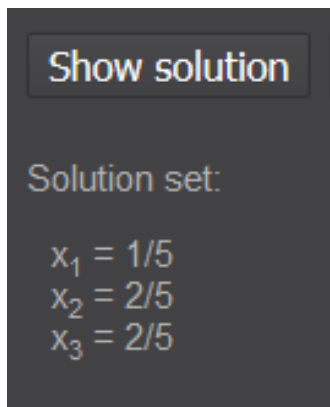 Show solution
Solution set:
x₁ = 1/5
x₂ = 2/5
x₃ = 2/5